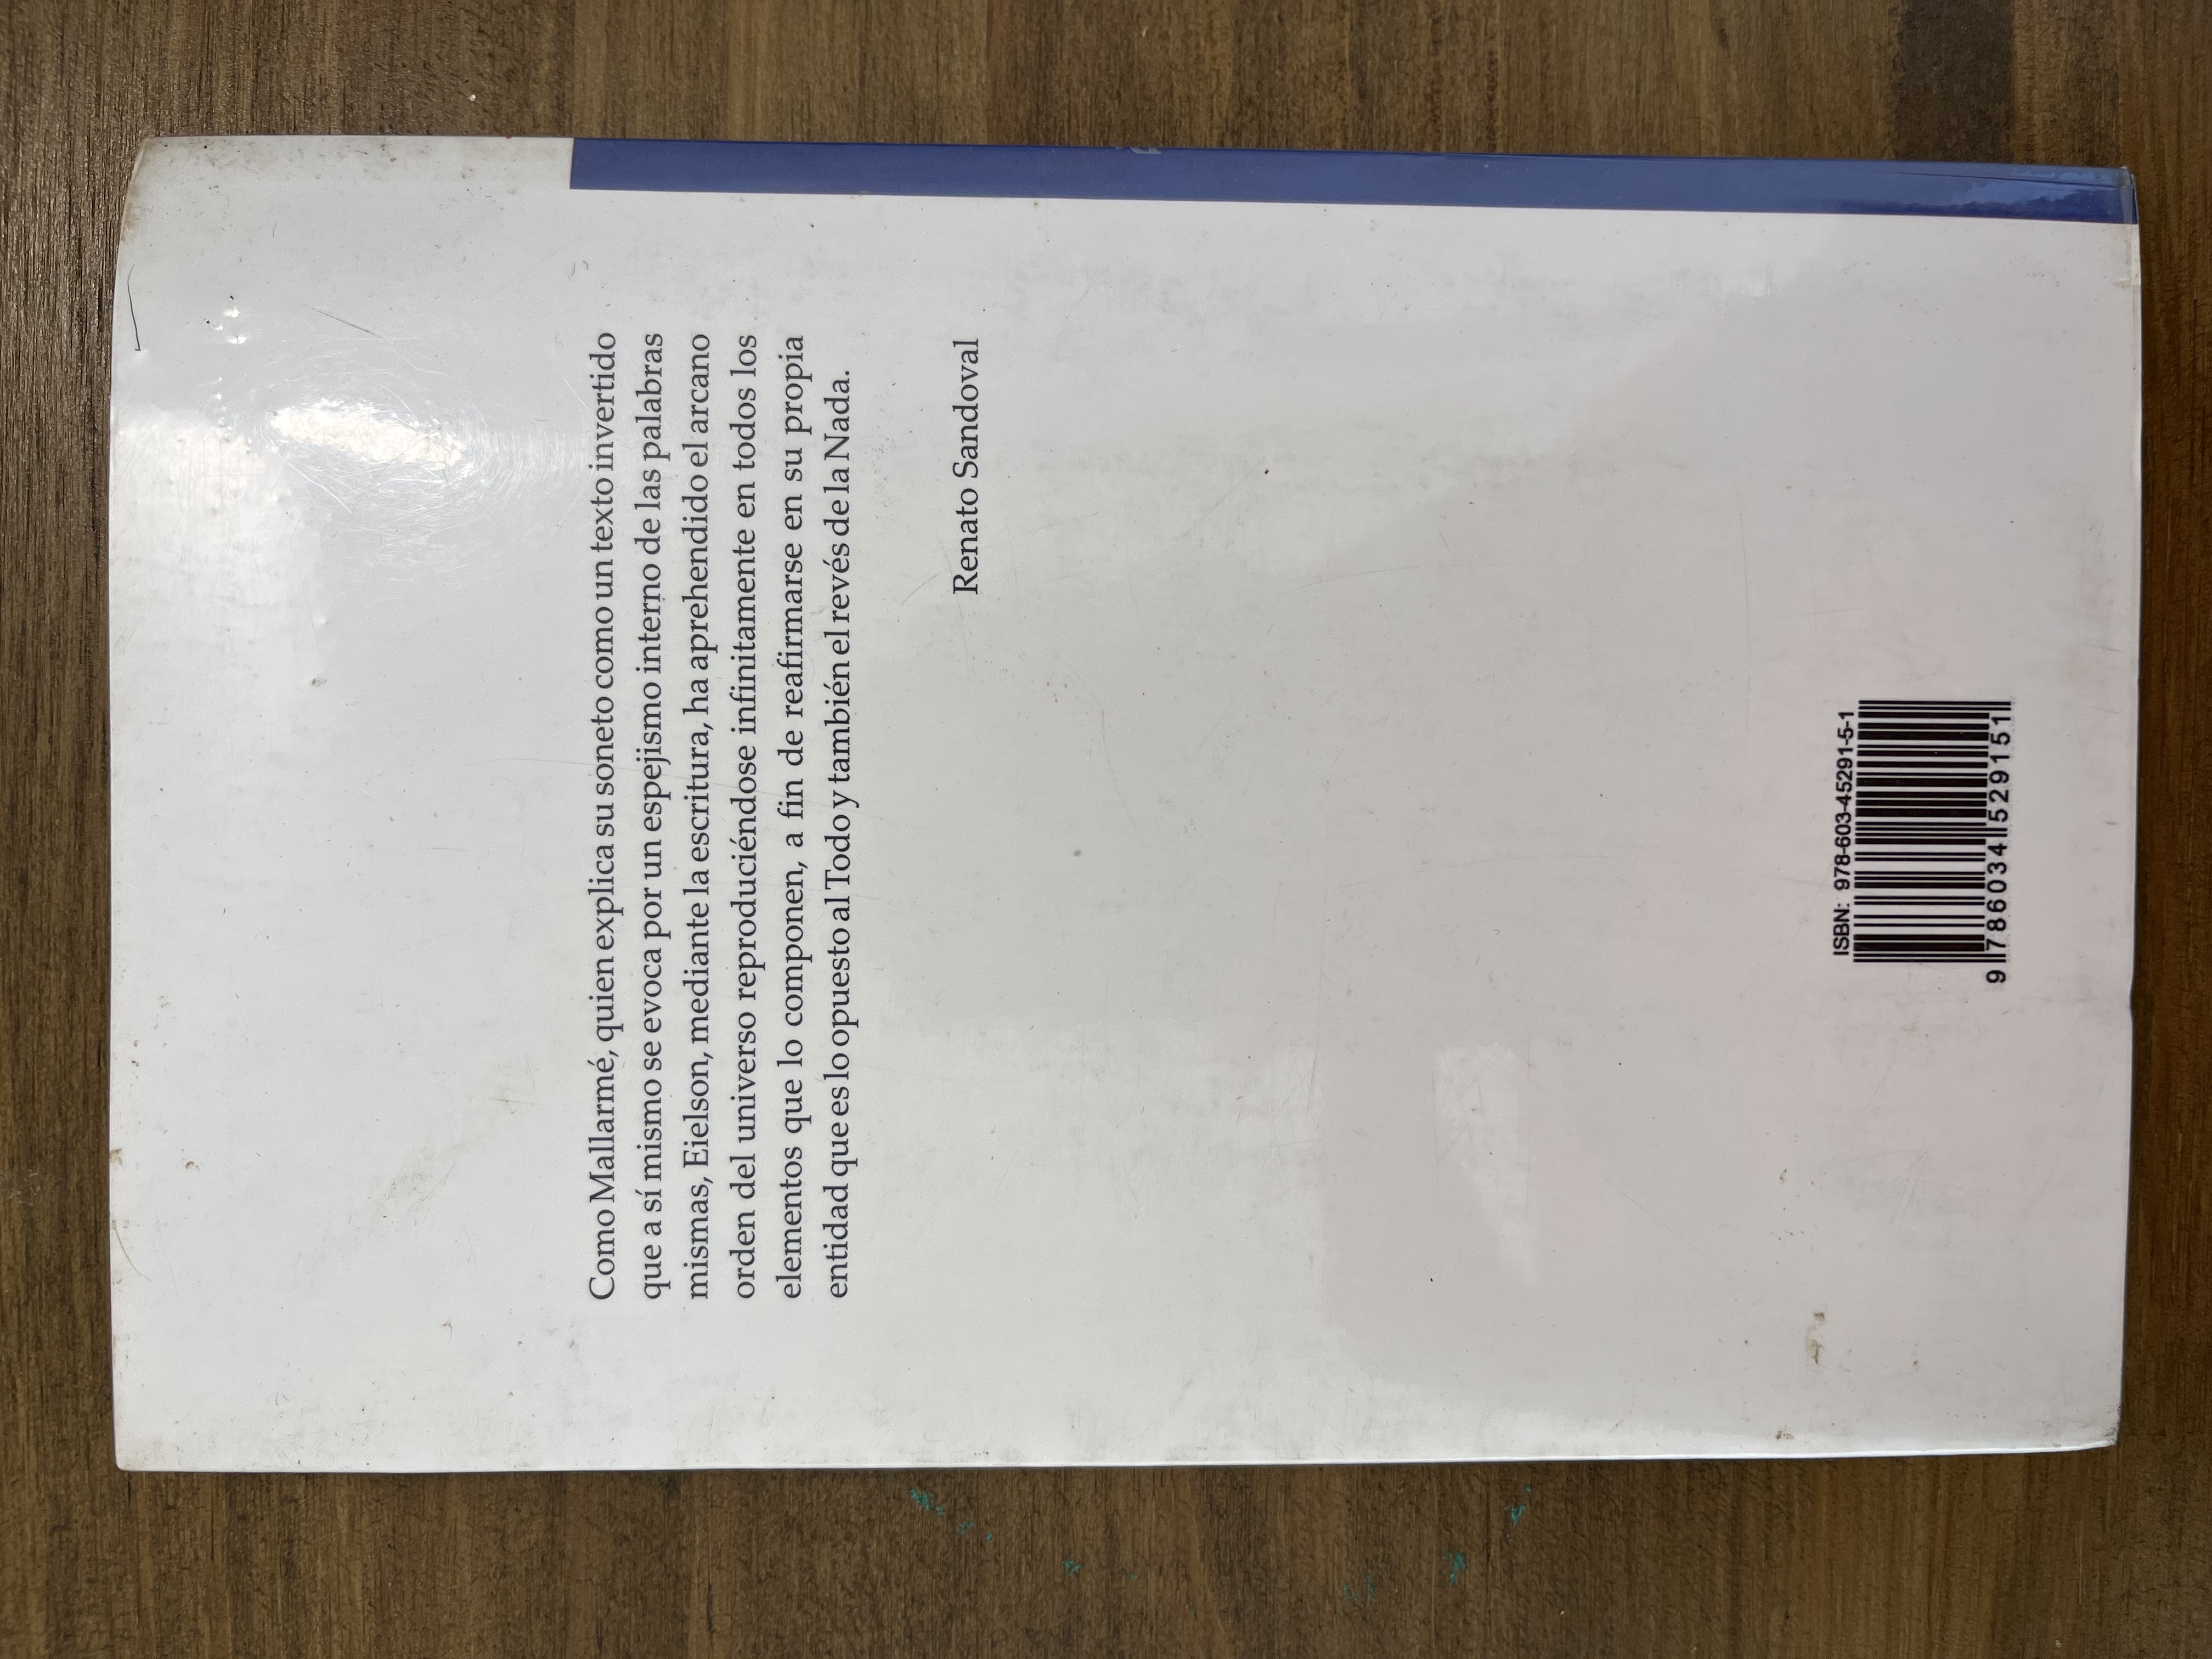 Como Mallarmé, quien explica su soneto como un texto invertido
que a sí mismo se evoca por un espejismo interno de las palabras
mismas, Eielson, mediante la escritura, ha aprehendido el arcano
orden del universo reproduciéndose infinitamente en todos los
elementos que lo componen, a fin de reafirmarse en su propia
entidad que es lo opuesto al Todo y también el revés de la Nada.
Renato Sandoval
ISBN: 978-603-45291-5-1
9 786034 529151